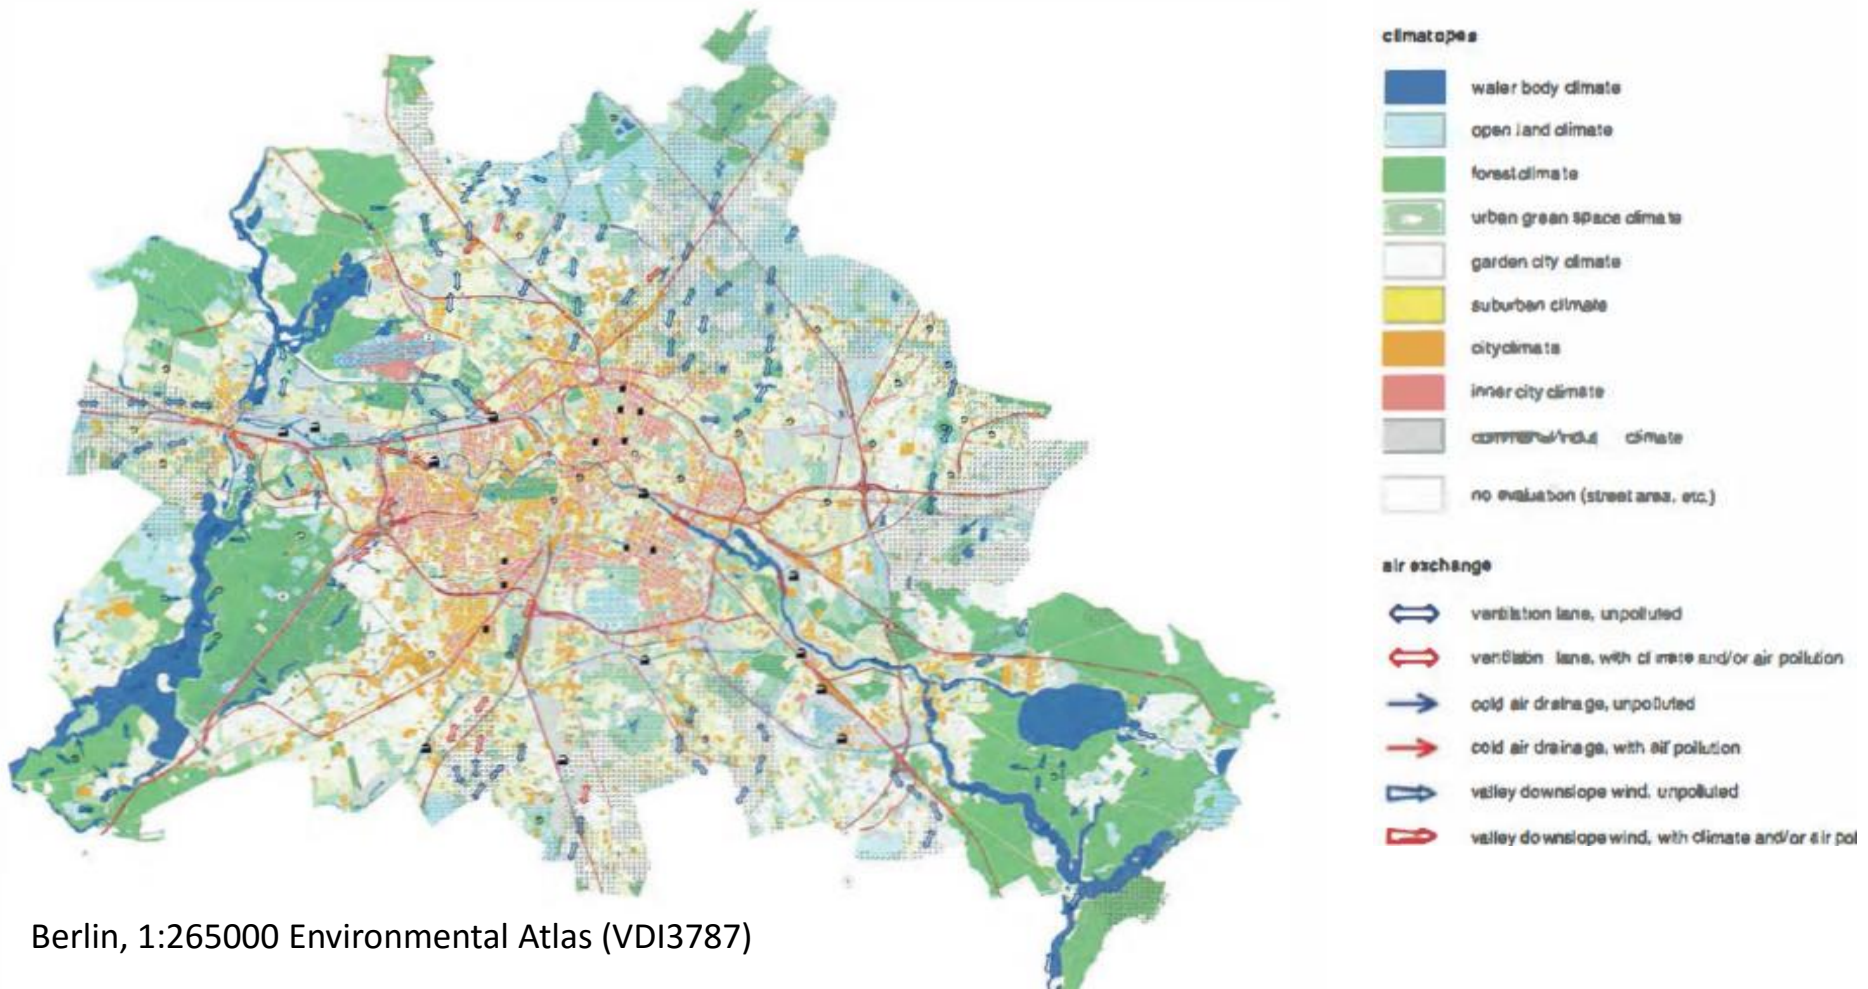 climatopes
water body climate
open land climate
forest climate
urban green space climate
garden city climate
suburban climate
city climate
inner city climate
climate
no evaluation (street area, etc.)
air exchange
ventilation lane, unpolluted
ventilation lane, with climate and/or air pollution
cold air drainage, unpolluted
cold air drainage, with air pollution
valley downslope wind, unpolluted
valley downslope wind, with climate and/or air pol
Berlin, 1:265000 Environmental Atlas (VDI3787)